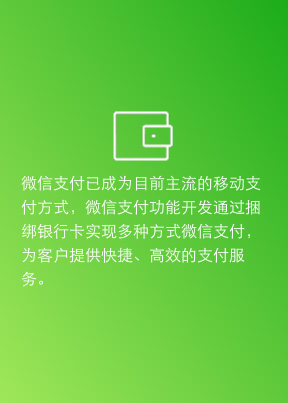 微信支付已成为目前主流的移动支
付方式，微信支付功能开发通过捆
绑银行卡实现多种方式微信支付，
为客户提供快捷、高效的支付服
务。